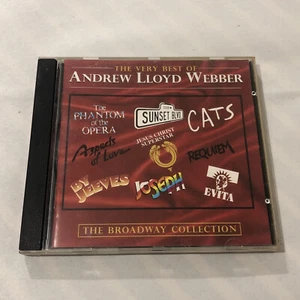 THE VERY BEST OF
ANDREW LLOYD WEBBER
The
PHANTOM
of the
OPERA
SUNSET BLVD
CATS
Aspects
of Love
JESUS CHRIST
SUPERSTAR
REQUIEM
BY
JEEVES
JOSEPH
EVITA
THE BROADWAY COLLECTION